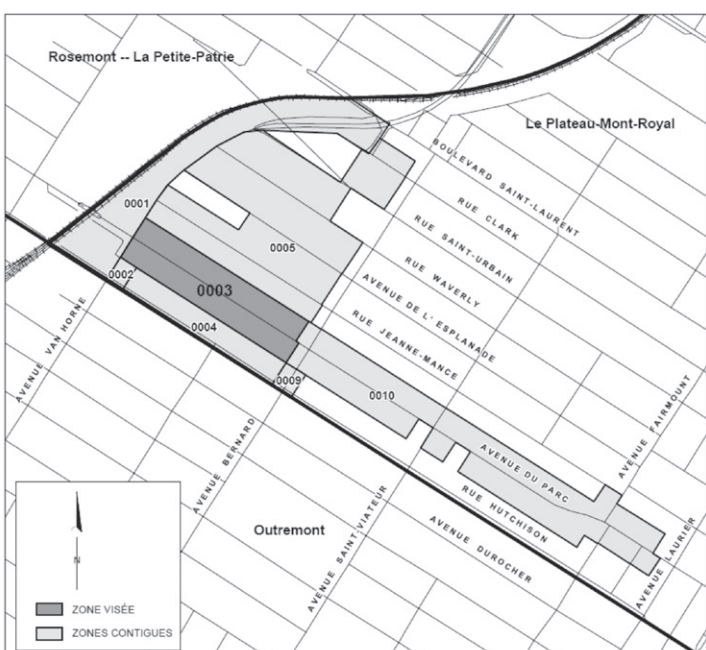 Rosemont -- La Petite-Patrie
Le Plateau-Mont-Royal
BOULEVARD SAINT-LAURENT
RUE CLARK
RUE SAINT-URBAIN
RUE WAVERLY
AVENUE DE L' ESPLANADE
RUE JEANNE-MANCE
0001
0005
0002
0003
0004
0009
0010
AVENUE VAN HORNE
AVENUE BERNARD
AVENUE SAINT-VIATEUR
AVENUE FAIRMOUNT
AVENUE DU PARC
RUE HUTCHISON
AVENUE LAURIER
AVENUE DUROCHER
Outremont
N
ZONE VISÉE
ZONES CONTIGUES